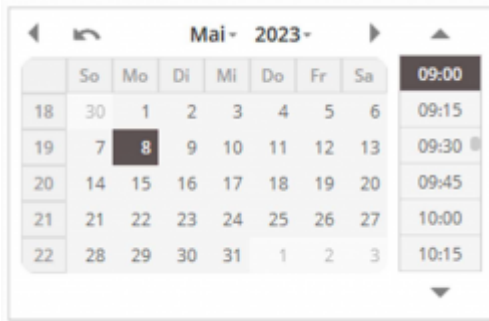 Mai 2023
So Mo Di Mi Do Fr Sa 09:00
18 30 1 2 3 4 5 6 09:15
19 7 8 9 10 11 12 13 09:30
20 14 15 16 17 18 19 20 09:45
21 21 22 23 24 25 26 27 10:00
22 28 29 30 31 1 2 3 10:15